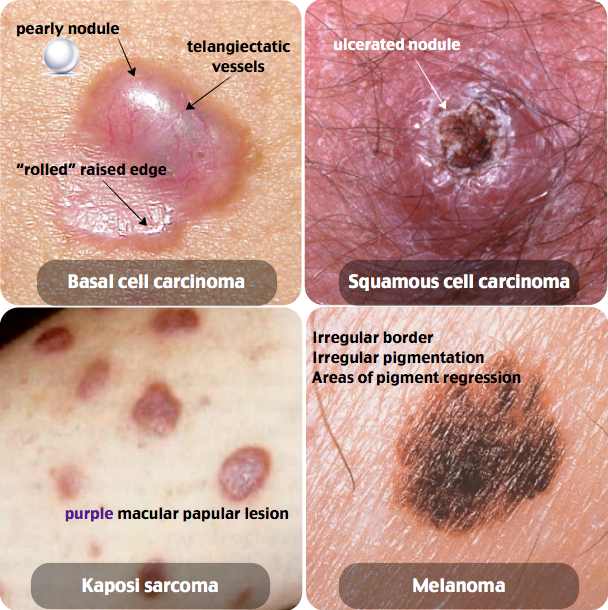 pearly nodule
telangiectatic
vessels
“rolled” raised edge
Basal cell carcinoma
ulcerated nodule
Squamous cell carcinoma
purple macular papular lesion
Kaposi sarcoma
Irregular border
Irregular pigmentation
Areas of pigment regression
Melanoma